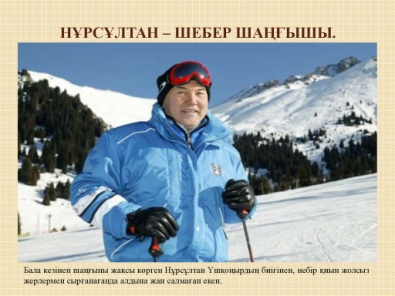 НҰРСҰЛТАН – ШЕБЕР ШАҢҒЫШЫ.
Бала кезінен шаңғыны жақсы көрген Нұрсұлтан Үшқоңырдың биігінен, небір қиын жолсыз
жерлермен сырғанағанда алдына жан салмаған екен.